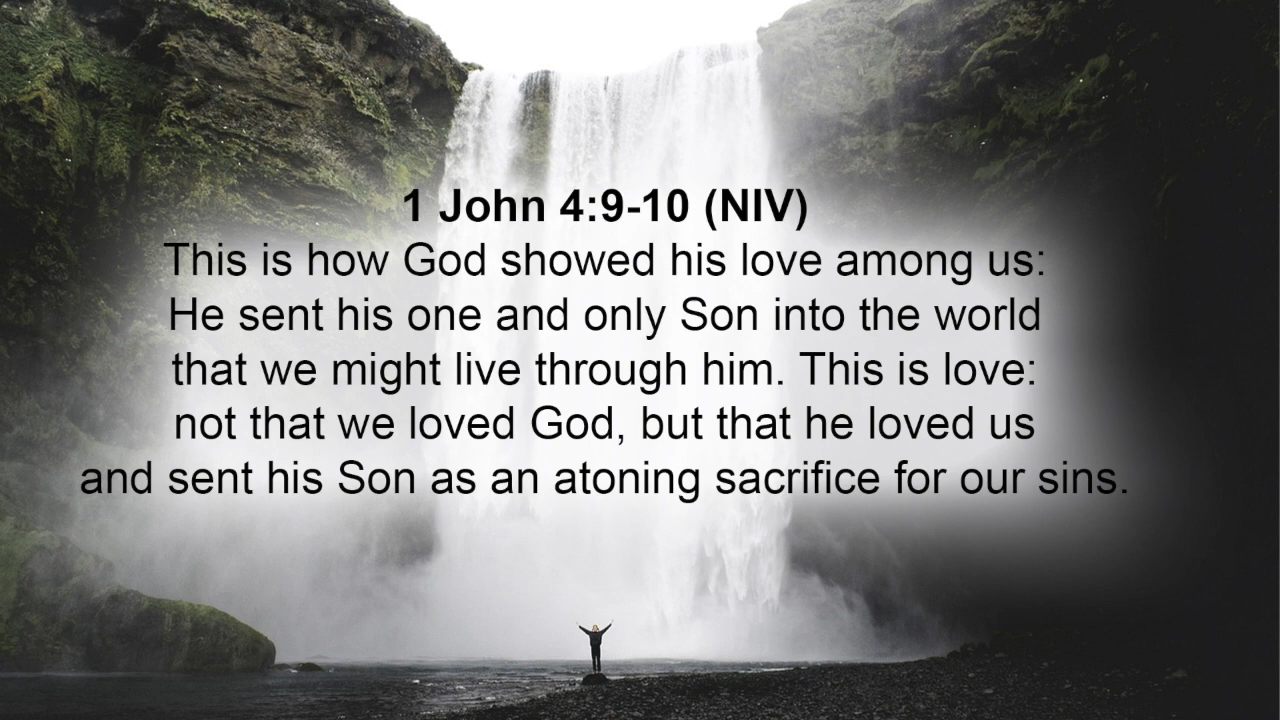 1 John 4:9-10 (NIV)
This is how God showed his love among us:
He sent his one and only Son into the world
that we might live through him. This is love:
not that we loved God, but that he loved us
and sent his Son as an atoning sacrifice for our sins.